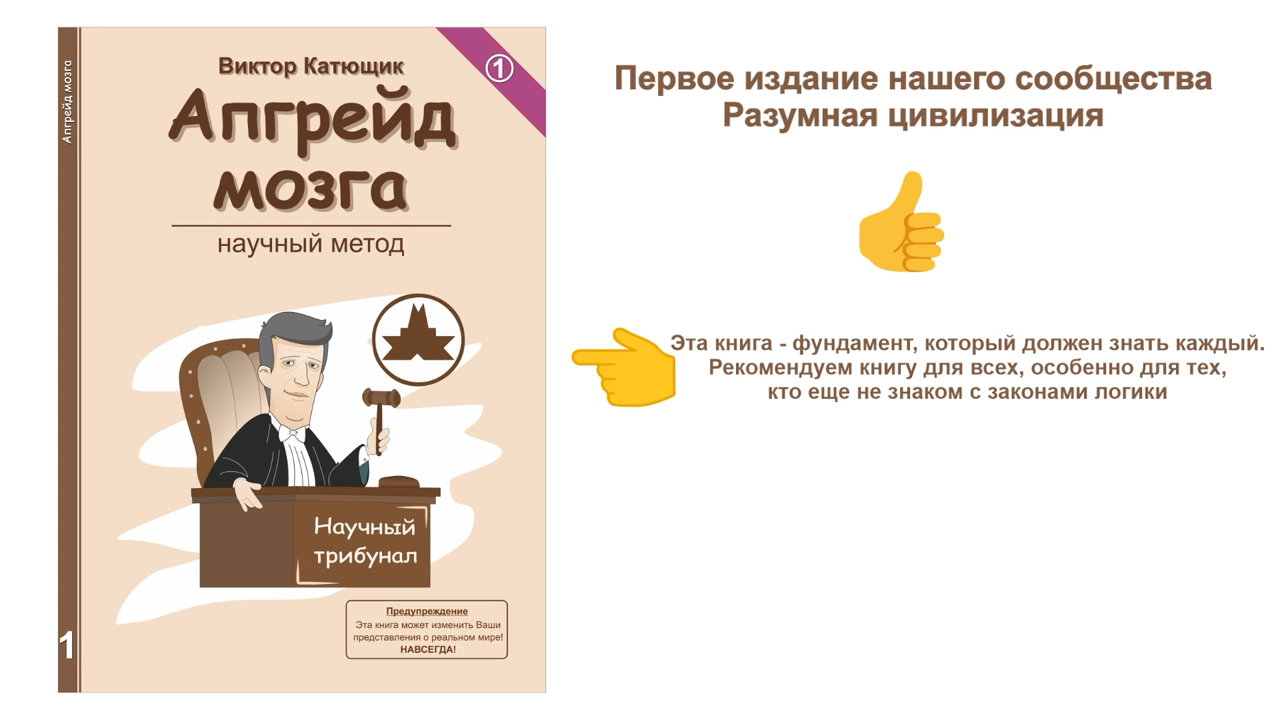 Апгрейд мозга
1
Виктор Катющик
1
Апгрейд
мозга
научный метод
Научный
трибунал
Предупреждение
Эта книга может изменить Ваши
представления о реальном мире!
НАВСЕГДА!
Первое издание нашего сообщества
Разумная цивилизация
Эта книга - фундамент, который должен знать каждый.
Рекомендуем книгу для всех, особенно для тех,
кто еще не знаком с законами логики